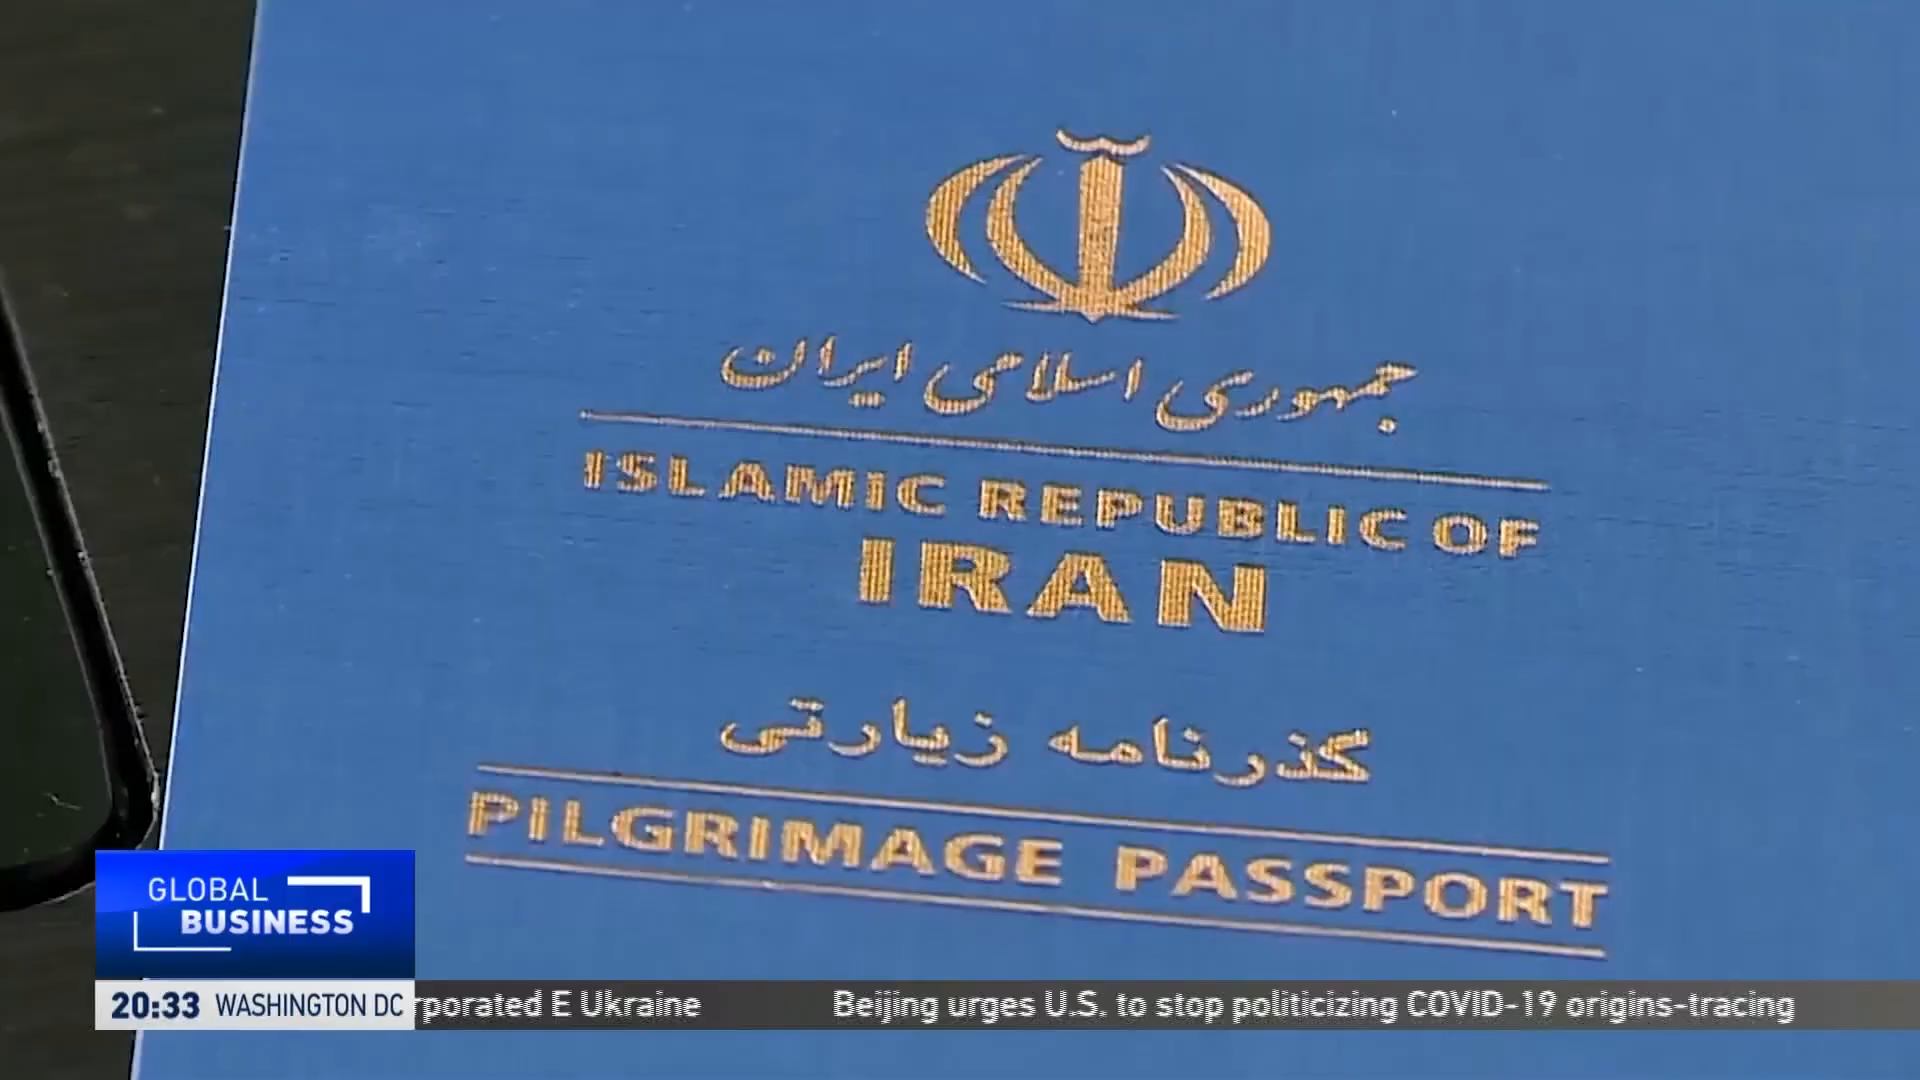 جمهوری اسلامی ایران
ISLAMIC REPUBLIC OF
IRAN
گذرنامه زیارتی
PILGRIMAGE PASSPORT
GLOBAL
BUSINESS
20:33 WASHINGTON DC
rporated E Ukraine Beijing urges U.S. to stop politicizing COVID-19 origins-tracing